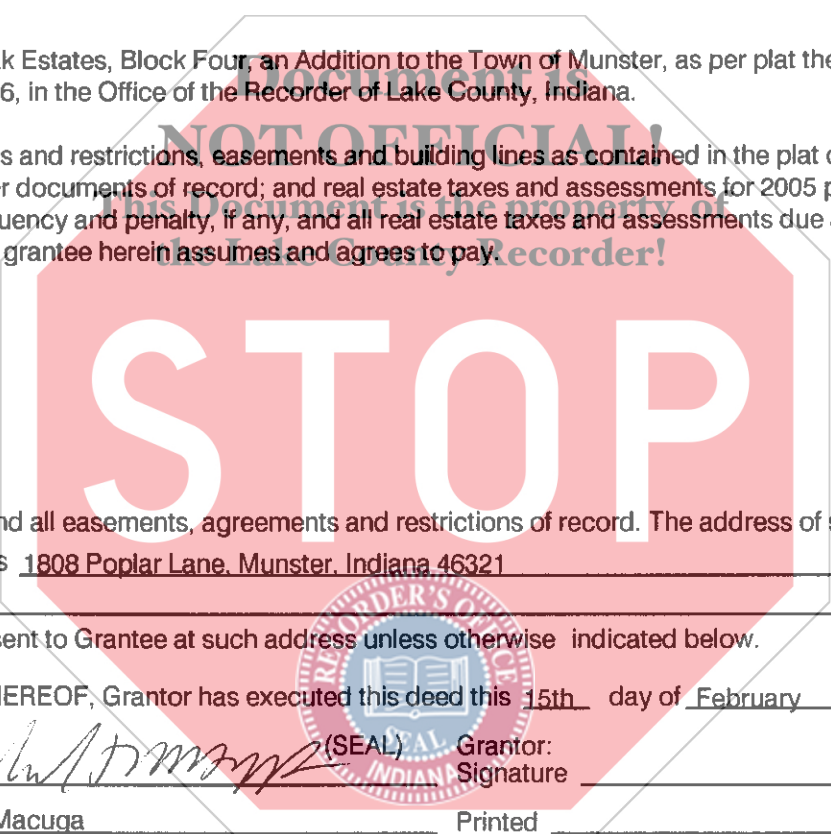 k Estates, Block Four, an Addition to the Town of Munster, as per plat the
Document is
6, in the Office of the Recorder of Lake County, Indiana.
NOT OFFICIAL!
s and restrictions, easements and building lines as contained in the plat
r documents of record; and real estate taxes and assessments for 2005 p
This Document is the property of
uency and penalty, if any, and all real estate taxes and assessments due
grantee herein assumes and agrees to pay.
the Lake County Recorder!
STOP
nd all easements, agreements and restrictions of record. The address of s
s 1808 Poplar Lane, Munster, Indiana 46321
RECORDER'S OFFICE
sent to Grantee at such address unless otherwise indicated below.
HEREOF, Grantor has executed this deed this 15th day of February
SEAL
(SEAL) Grantor:
INDIANA
Signature
Macuga Printed